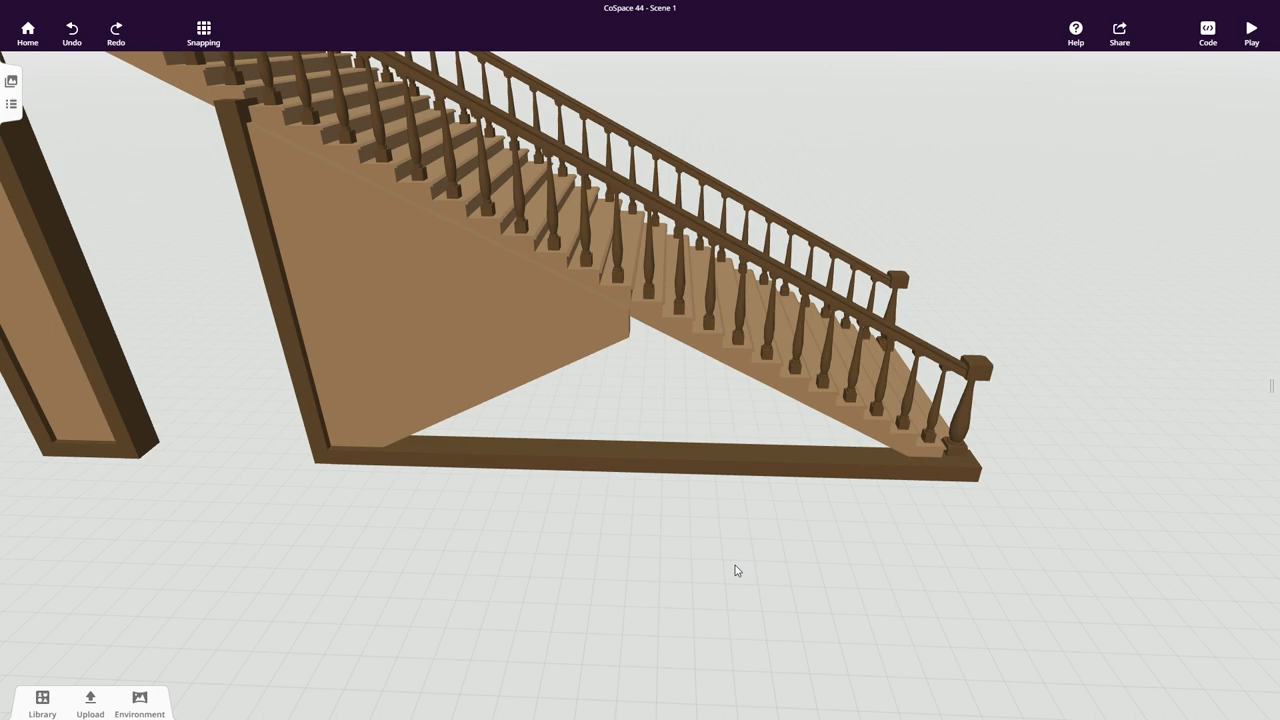 CoSpace 44 - Scene 1
Home
Undo
Redo
Snapping
Help
Share
Code
Play
Library
Upload
Environment